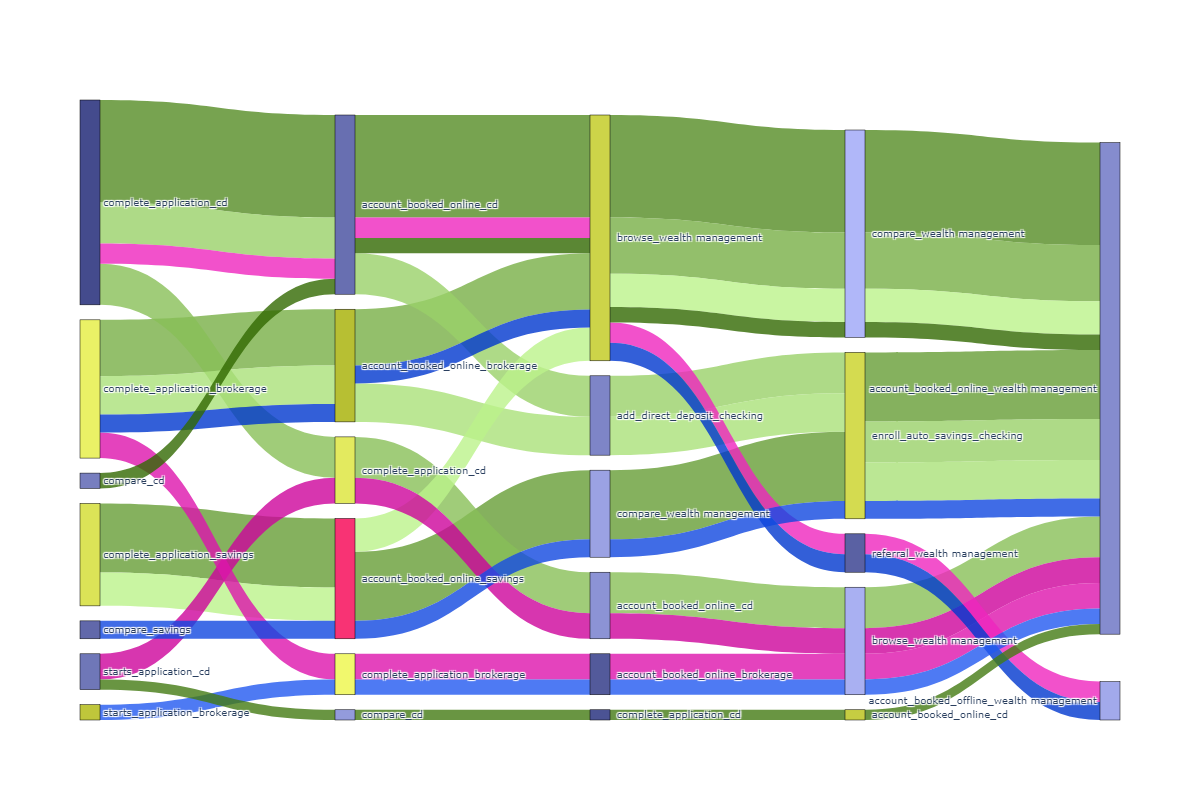 complete_application_cd
complete_application_brokerage
compare_cd
complete_application_savings
compare_savings
starts_application_cd
starts_application_brokerage
account_booked_online_cd
account_booked_online_brokerage
complete_application_cd
account_booked_online_savings
complete_application_brokerage
compare_cd
browse_wealth management
add_direct_deposit_checking
compare_wealth management
account_booked_online_cd
account_booked_online_brokerage
complete_application_cd
compare_wealth management
enroll_auto_savings_checking
referral_wealth management
browse_wealth management
account_booked_online_cd
account_booked_online_wealth management
account_booked_offline_wealth management